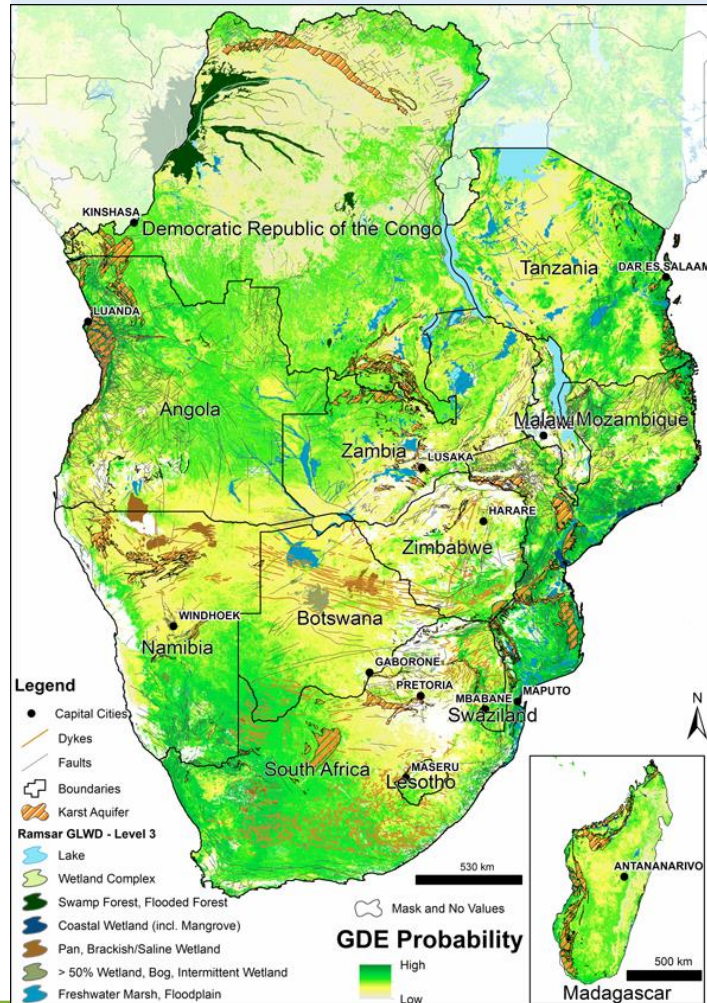 KINSHASA
Democratic Republic of the Congo
Tanzania
DAR ES SALAAM
LUANDA
Angola
Malawi
Mozambique
Zambia
LUSAKA
HARARE
Zimbabwe
WINDHOEK
Namibia
Botswana
GABORONE
PRETORIA
MBABANE
MAPUTO
Swaziland
South Africa
MASERU
Lesotho
N
Legend
Capital Cities
Dykes
Faults
Boundaries
Karst Aquifer
Ramsar GLWD - Level 3
Lake
Wetland Complex
Swamp Forest, Flooded Forest
Coastal Wetland (incl. Mangrove)
Pan, Brackish/Saline Wetland
> 50% Wetland, Bog, Intermittent Wetland
Freshwater Marsh, Floodplain
530 km
Mask and No Values
GDE Probability
High
Low
ANTANANARIVO
500 km
Madagascar